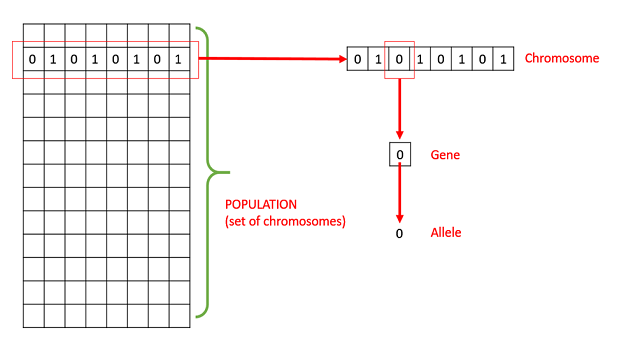 0 1 0 1 0 1 0 1
0 1 0 1 0 1 0 1
Chromosome
0
Gene
POPULATION
(set of chromosomes)
0
Allele